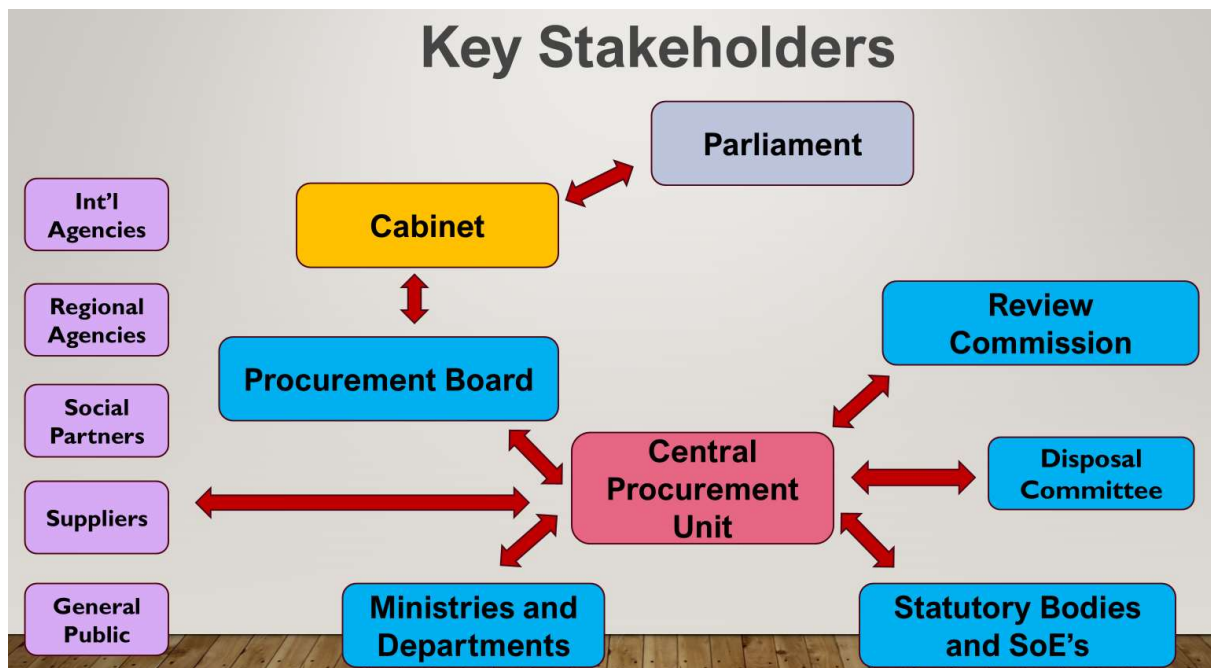 Key Stakeholders
Parliament
Int'l
Agencies
Cabinet
Regional
Agencies
Review
Commission
Procurement Board
Social
Partners
Central
Procurement
Unit
Disposal
Committee
Suppliers
General
Public
Ministries and
Departments
Statutory Bodies
and SoE's